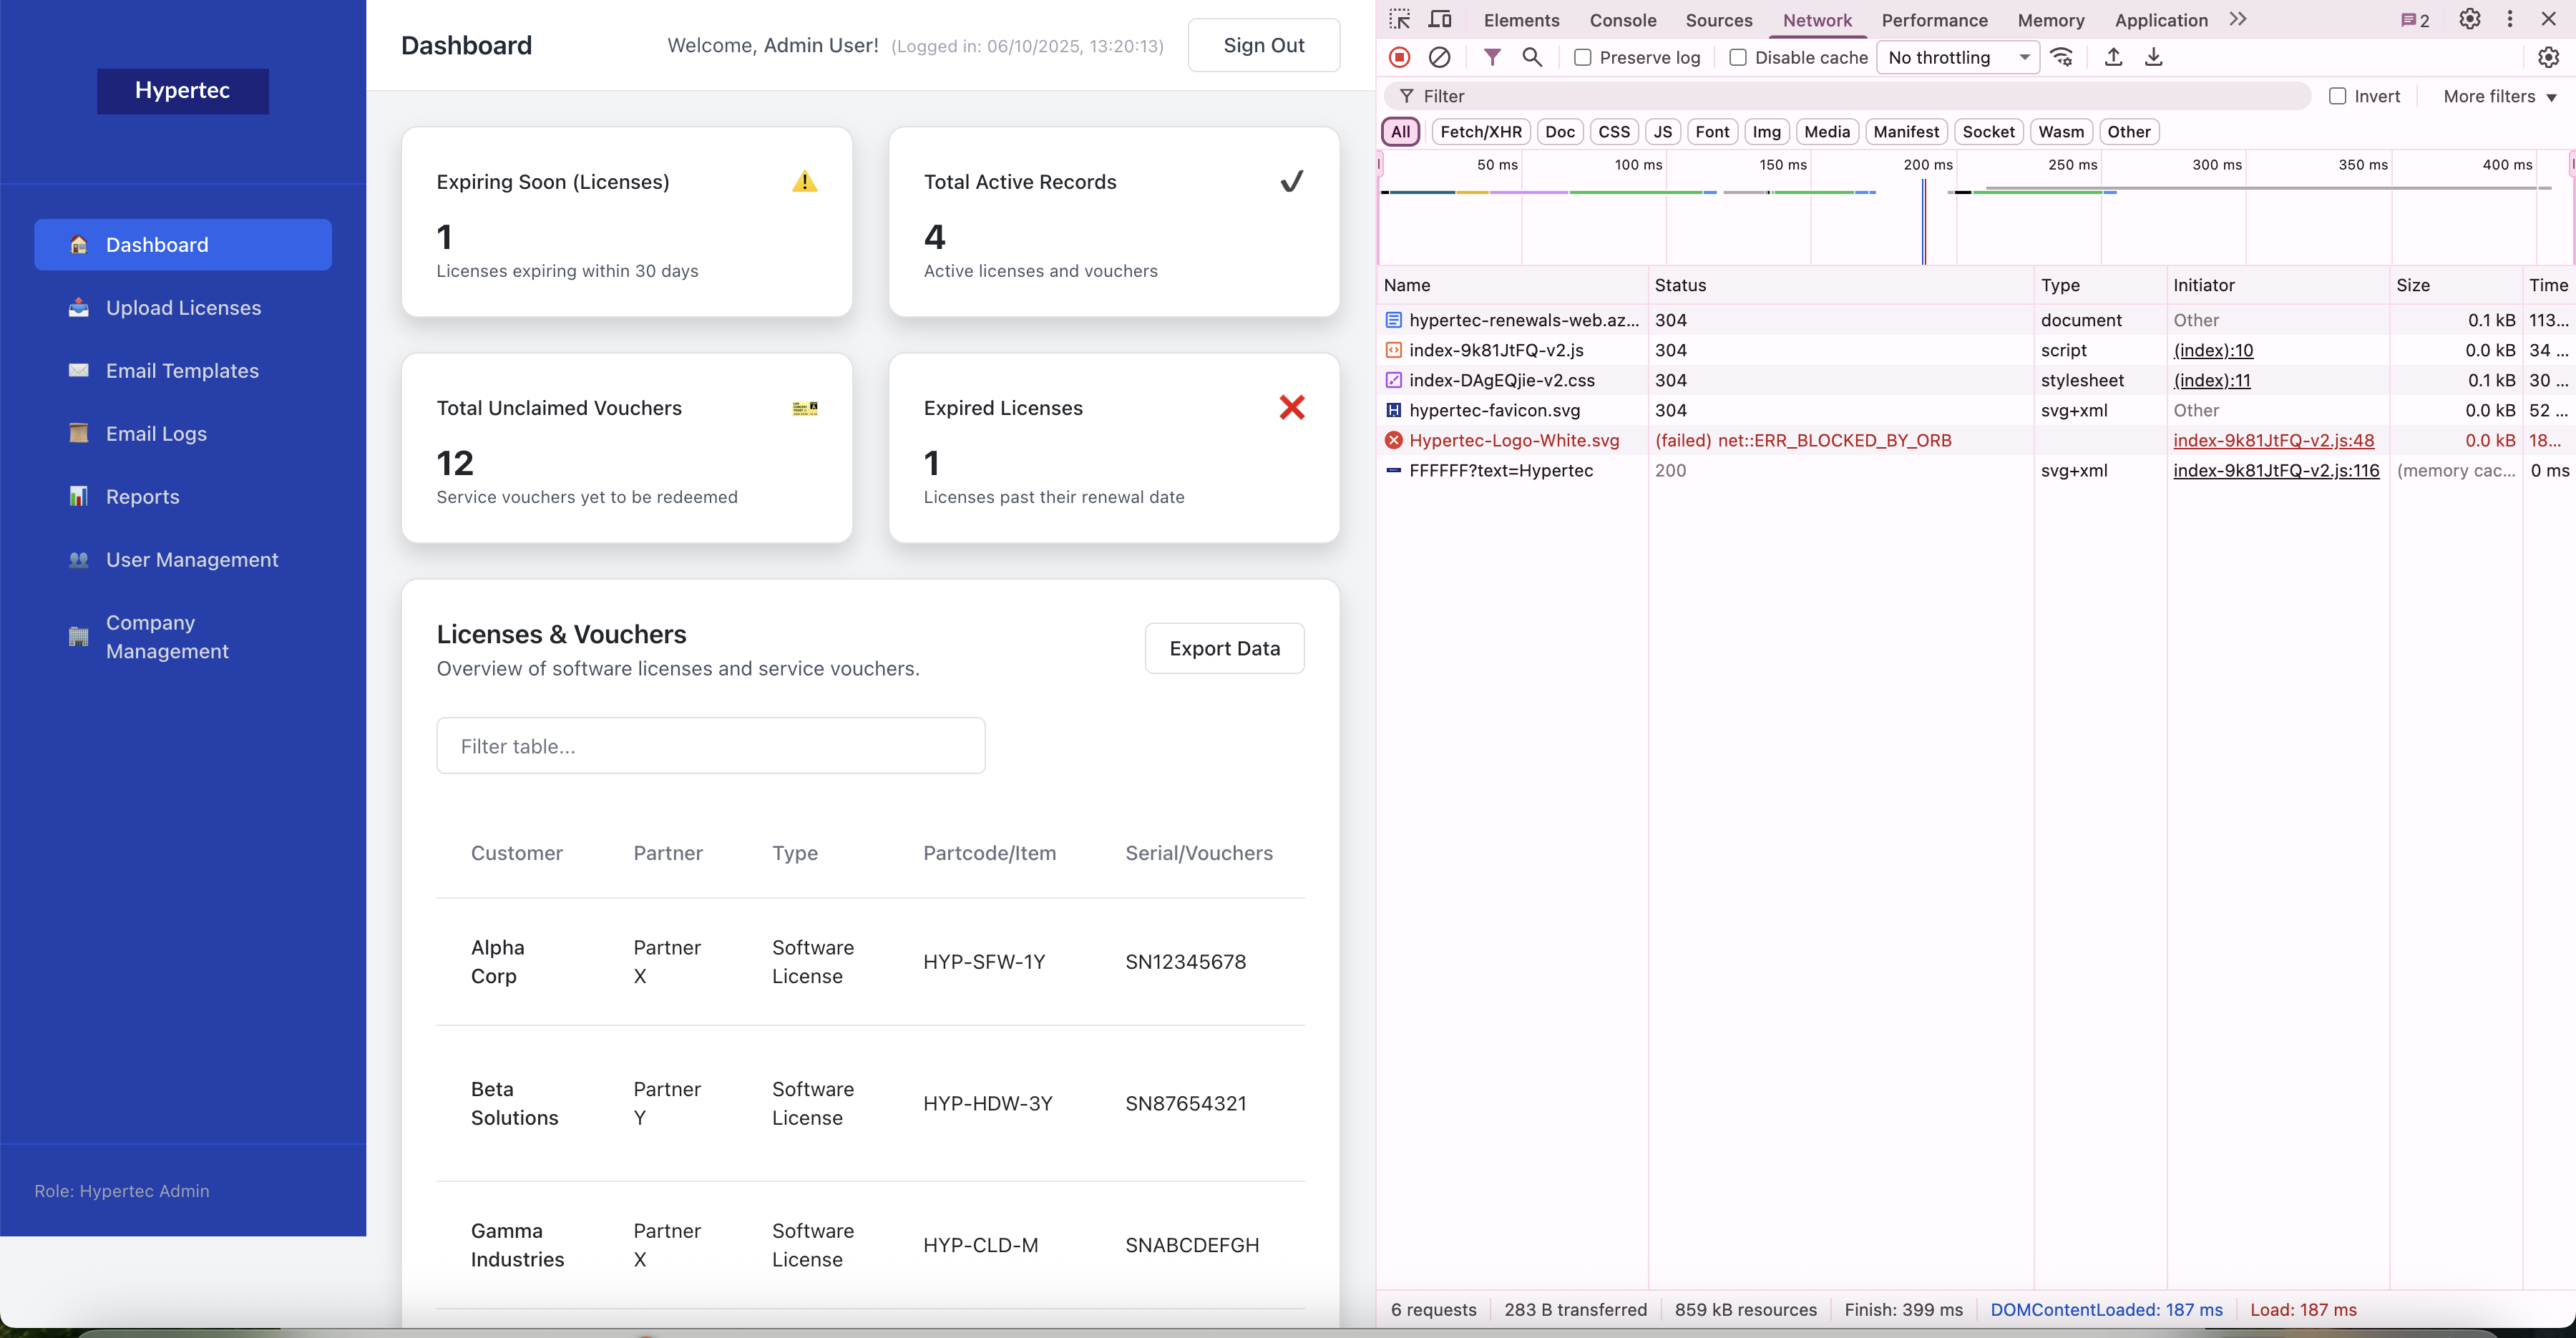 Hypertec
Dashboard
Upload Licenses
Email Templates
Email Logs
Reports
User Management
Company
Management
Role: Hypertec Admin
Dashboard
Welcome, Admin User! (Logged in: 06/10/2025, 13:20:13)
Sign Out
Expiring Soon (Licenses)
1
Licenses expiring within 30 days
Total Active Records
4
Active licenses and vouchers
Total Unclaimed Vouchers
12
Service vouchers yet to be redeemed
Expired Licenses
1
Licenses past their renewal date
Licenses & Vouchers
Overview of software licenses and service vouchers.
Export Data
Filter table...
Customer Partner Type Partcode/Item Serial/Vouchers
Alpha Corp Partner X Software License HYP-SFW-1Y SN12345678
Beta Solutions Partner Y Software License HYP-HDW-3Y SN87654321
Gamma Industries Partner X Software License HYP-CLD-M SNABCDEFGH
Elements Console Sources Network Performance Memory Application 2
Preserve log Disable cache No throttling
Filter Invert More filters
All Fetch/XHR Doc CSS JS Font Img Media Manifest Socket Wasm Other
50 ms 100 ms 150 ms 200 ms 250 ms 300 ms 350 ms 400 ms
Name Status Type Initiator Size Time
hypertec-renewals-web.az... 304 document Other 0.1 kB 113...
index-9k81JtFQ-v2.js 304 script (index):10 0.0 kB 34 ...
index-DAgEQjie-v2.css 304 stylesheet (index):11 0.1 kB 30 ...
hypertec-favicon.svg 304 svg+xml Other 0.0 kB 52 ...
Hypertec-Logo-White.svg (failed) net::ERR_BLOCKED_BY_ORB index-9k81JtFQ-v2.js:48 0.0 kB 18...
FFFFFF?text=Hypertec 200 svg+xml index-9k81JtFQ-v2.js:116 (memory cac... 0 ms
6 requests 283 B transferred 859 kB resources Finish: 399 ms DOMContentLoaded: 187 ms Load: 187 ms